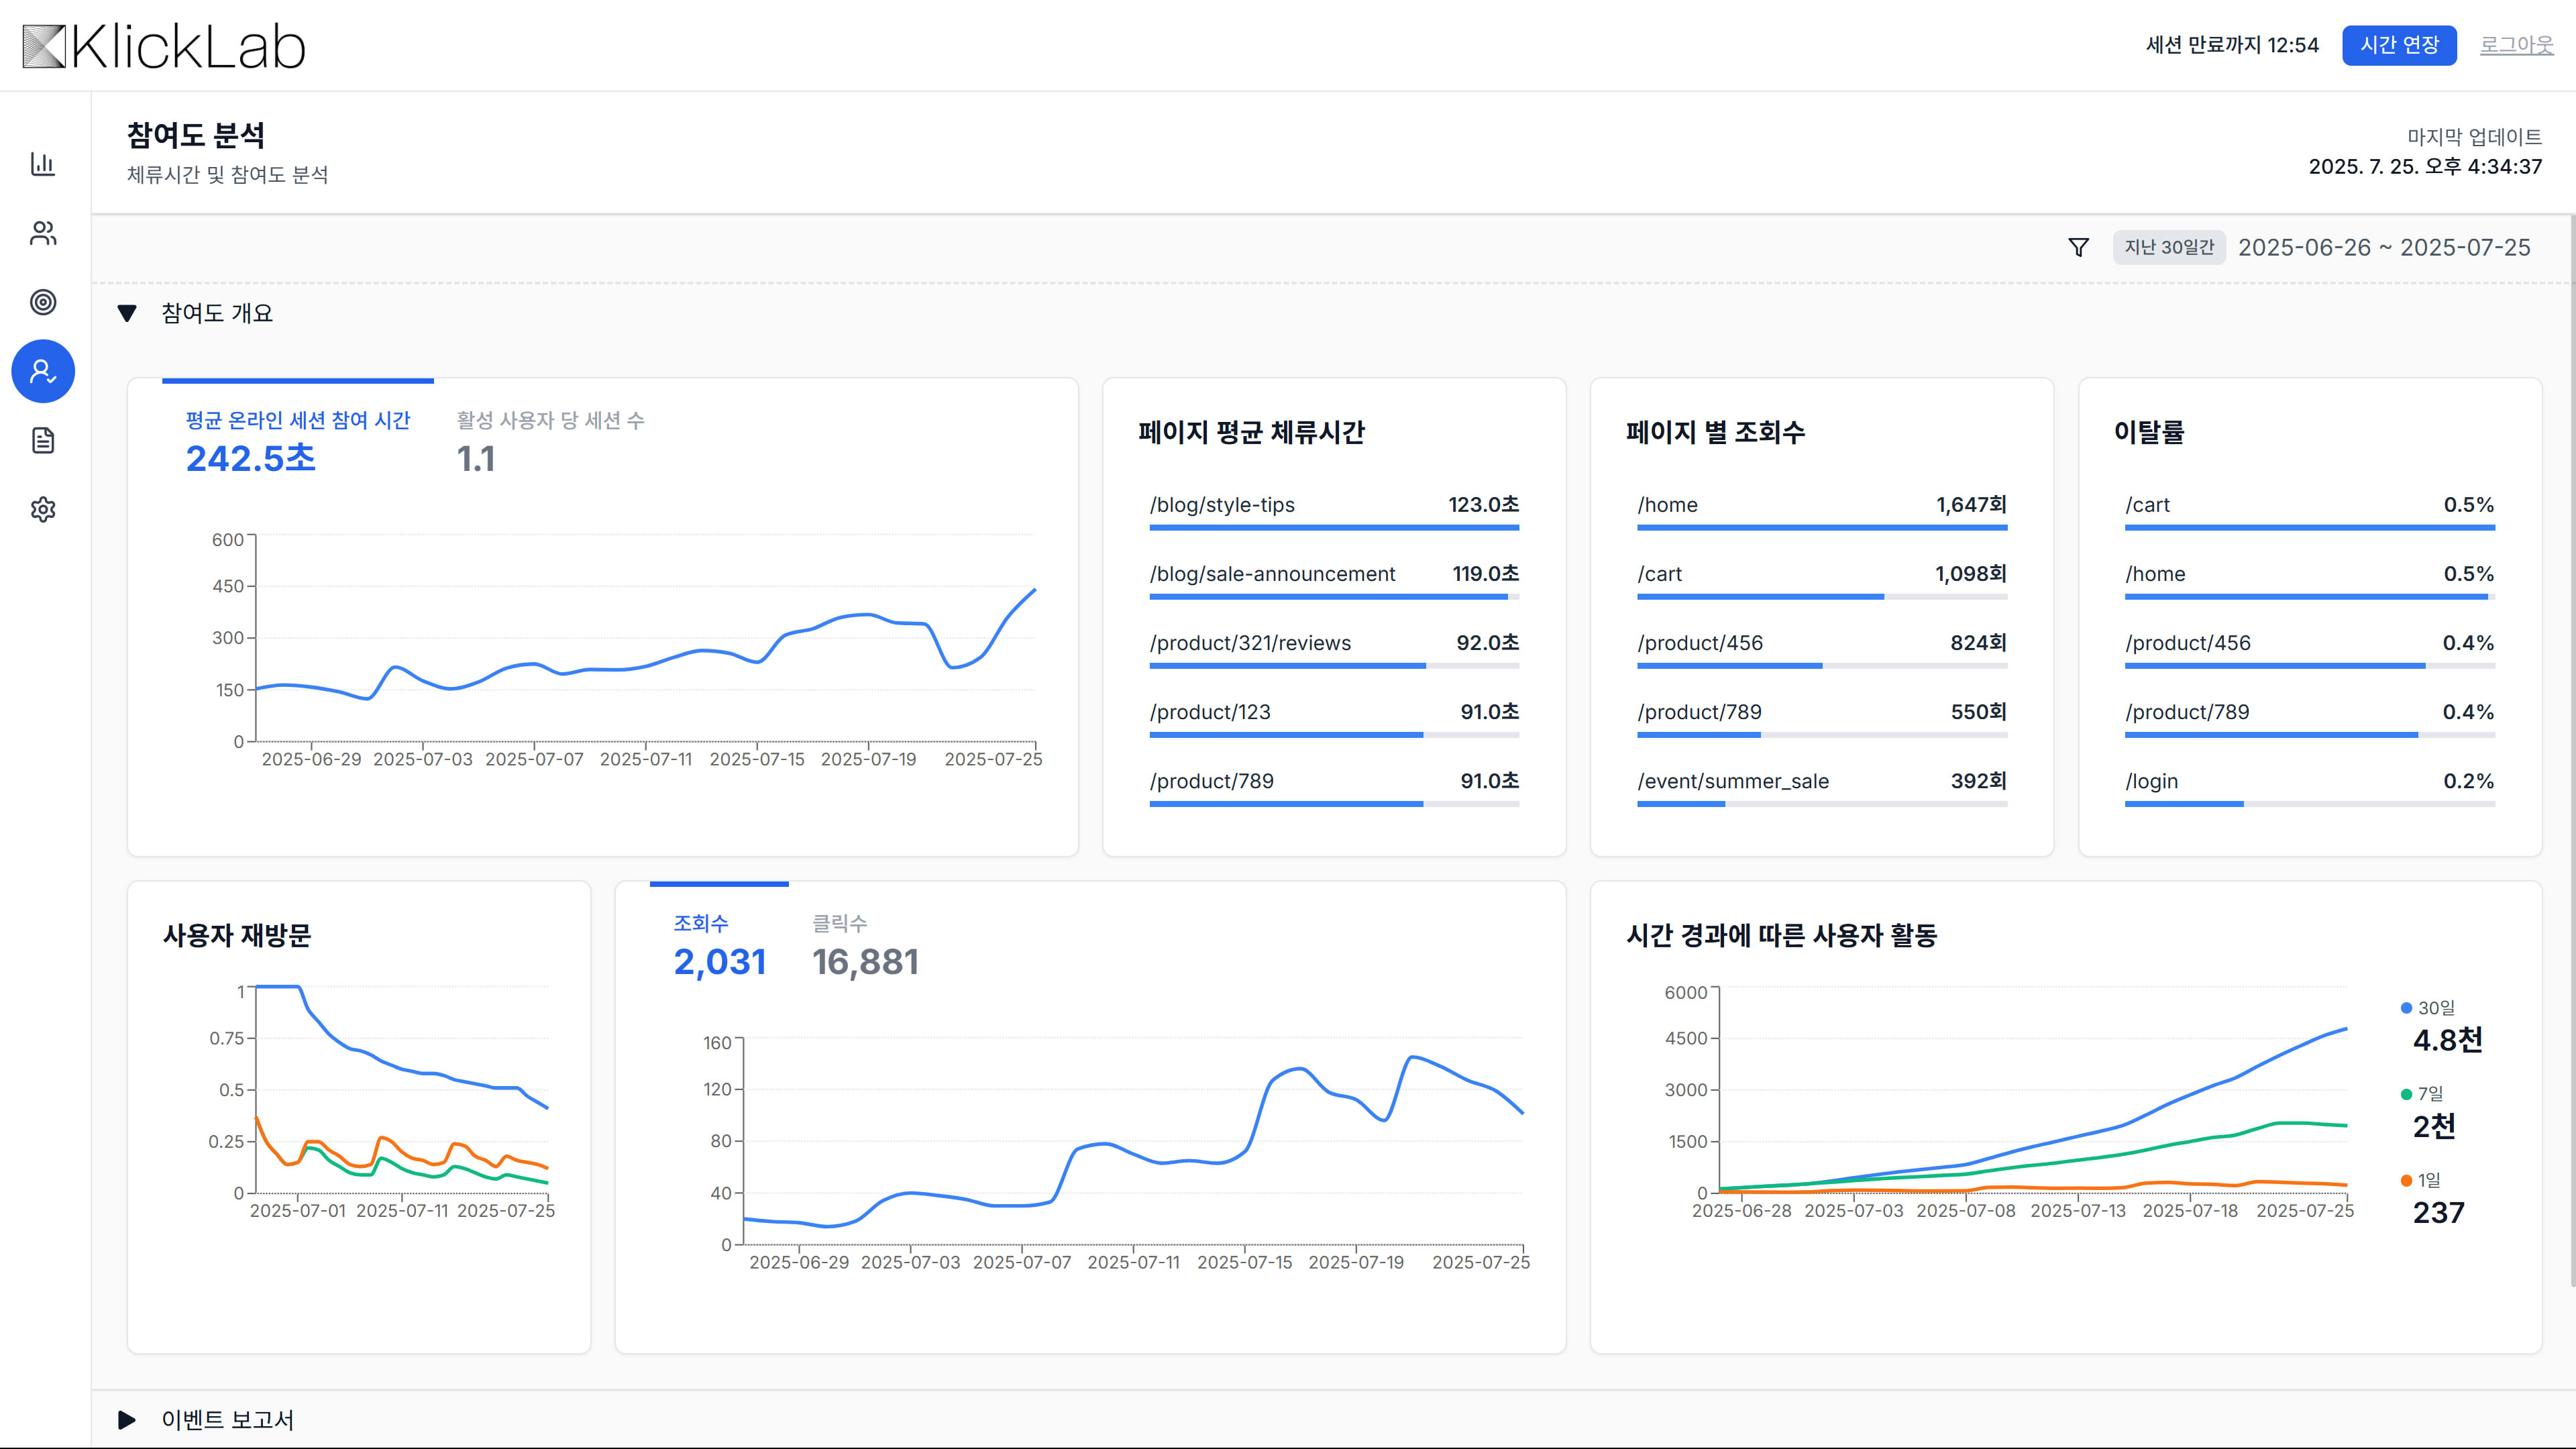 KlickLab
세션 만료까지 12:54
시간 연장
로그아웃
참여도 분석
체류시간 및 참여도 분석
마지막 업데이트
2025. 7. 25. 오후 4:34:37
지난 30일간
2025-06-26 ~ 2025-07-25
참여도 개요
평균 온라인 세션 참여 시간
242.5초
활성 사용자 당 세션 수
1.1
600
450
300
150
0
2025-06-29 2025-07-03 2025-07-07 2025-07-11 2025-07-15 2025-07-19 2025-07-25
페이지 평균 체류시간
/blog/style-tips 123.0초
/blog/sale-announcement 119.0초
/product/321/reviews 92.0초
/product/123 91.0초
/product/789 91.0초
페이지 별 조회수
/home 1,647회
/cart 1,098회
/product/456 824회
/product/789 550회
/event/summer_sale 392회
이탈률
/cart 0.5%
/home 0.5%
/product/456 0.4%
/product/789 0.4%
/login 0.2%
사용자 재방문
1
0.75
0.5
0.25
0
2025-07-01 2025-07-11 2025-07-25
조회수
2,031
클릭수
16,881
160
120
80
40
0
2025-06-29 2025-07-03 2025-07-07 2025-07-11 2025-07-15 2025-07-19 2025-07-25
시간 경과에 따른 사용자 활동
6000
4500
3000
1500
0
2025-06-28 2025-07-03 2025-07-08 2025-07-13 2025-07-18 2025-07-25
30일
4.8천
7일
2천
1일
237
이벤트 보고서